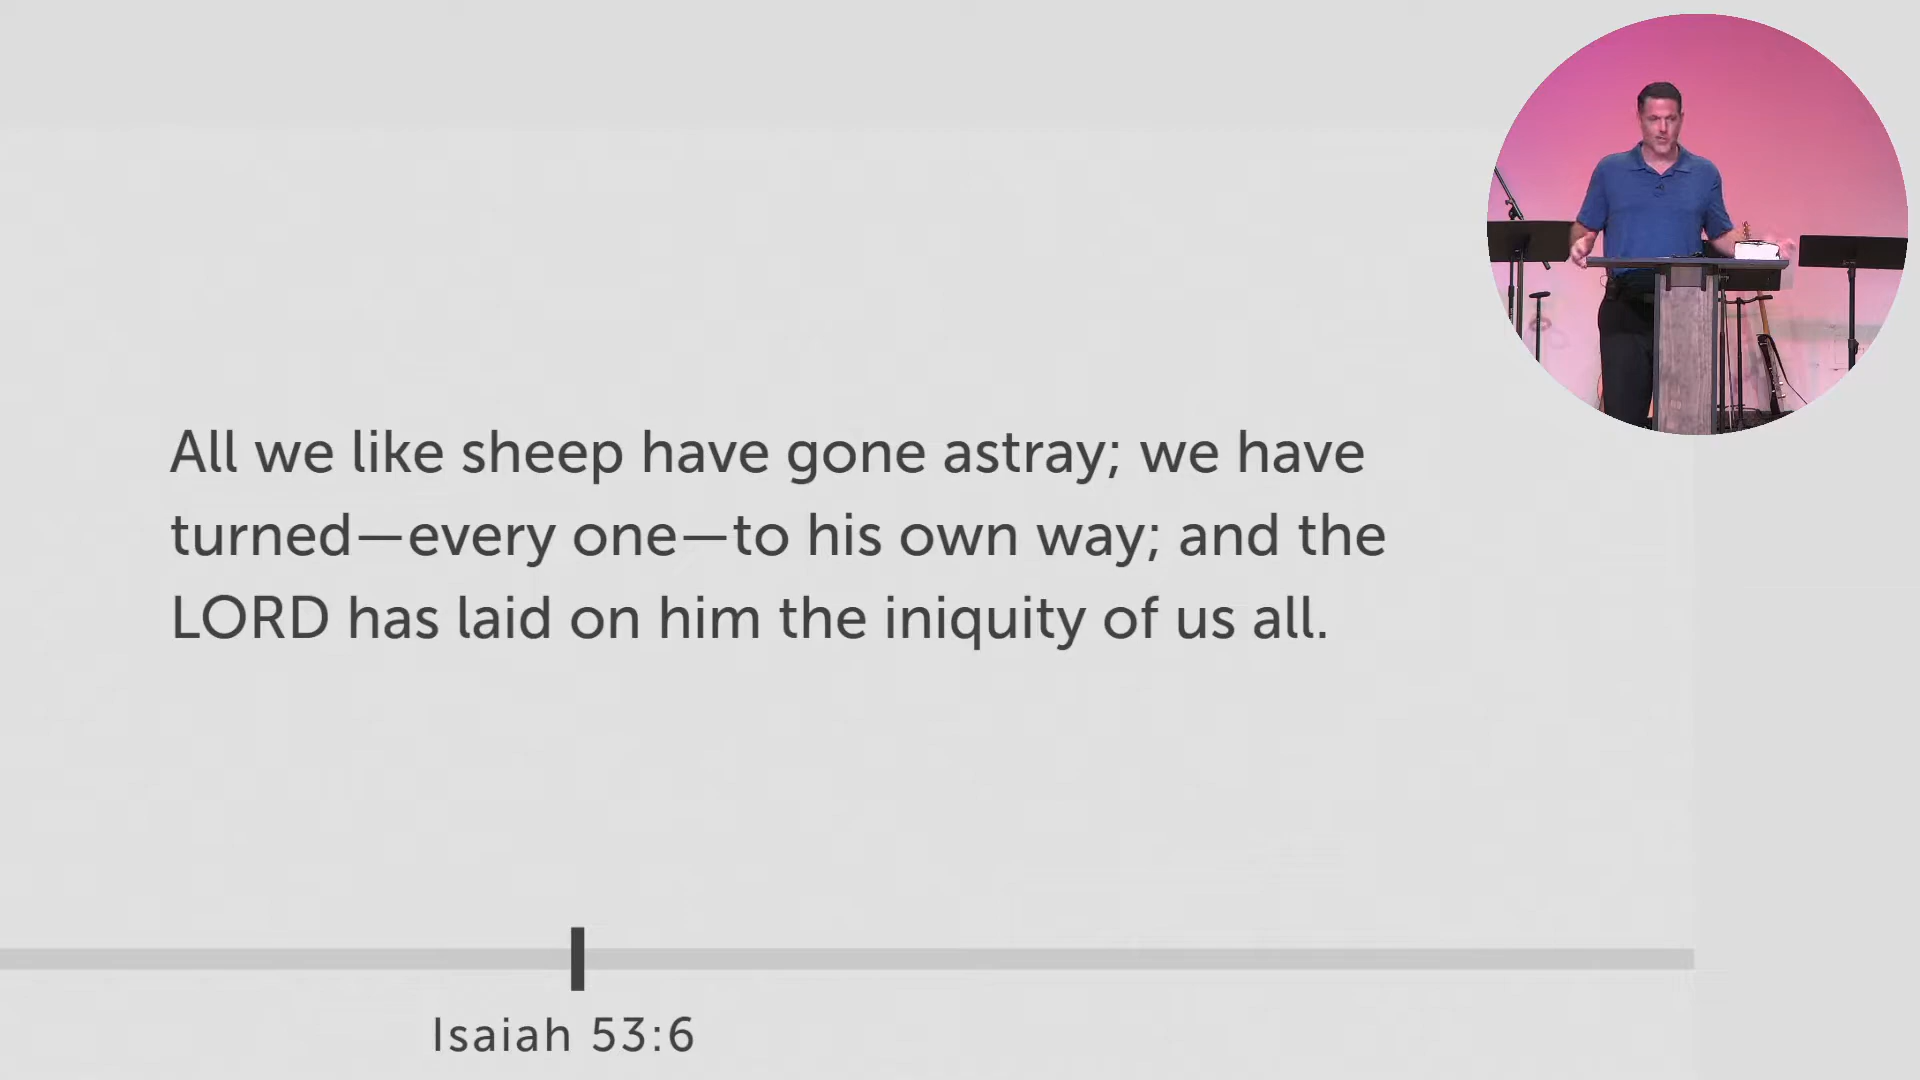 All we like sheep have gone astray; we have
turned—every one—to his own way; and the
LORD has laid on him the iniquity of us all.
Isaiah 53:6